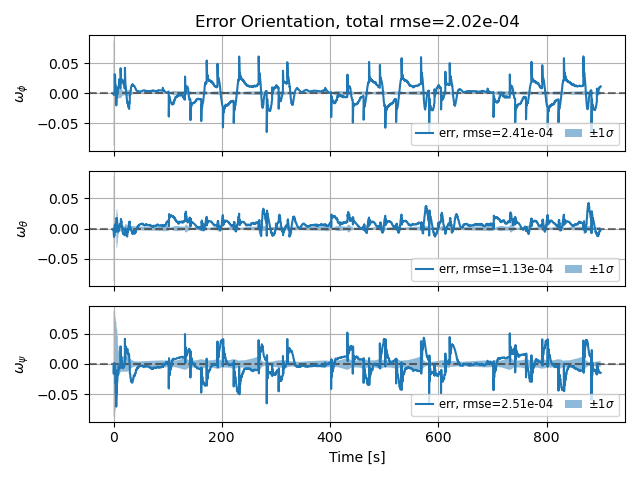 Error Orientation, total rmse=2.02e-04
ωϕ
0.05
0.00
−0.05
err, rmse=2.41e-04 ±1σ
ωθ
0.05
0.00
−0.05
err, rmse=1.13e-04 ±1σ
ωψ
0.05
0.00
−0.05
err, rmse=2.51e-04 ±1σ
0 200 400 600 800
Time [s]